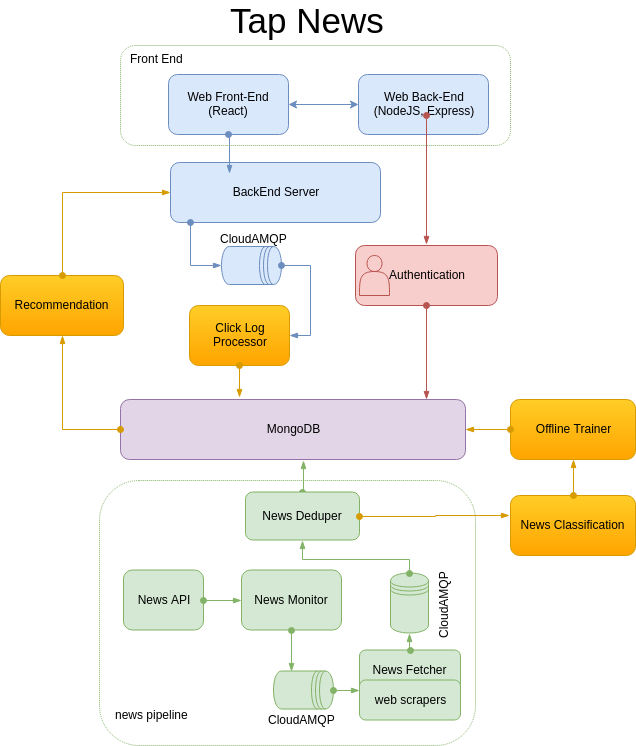 Tap News
Front End
Web Front-End
(React)
Web Back-End
(NodeJS, Express)
BackEnd Server
CloudAMQP
Authentication
Recommendation
Click Log
Processor
MongoDB
Offline Trainer
News Deduper
News Classification
News API
News Monitor
CloudAMQP
News Fetcher
web scrapers
CloudAMQP
news pipeline